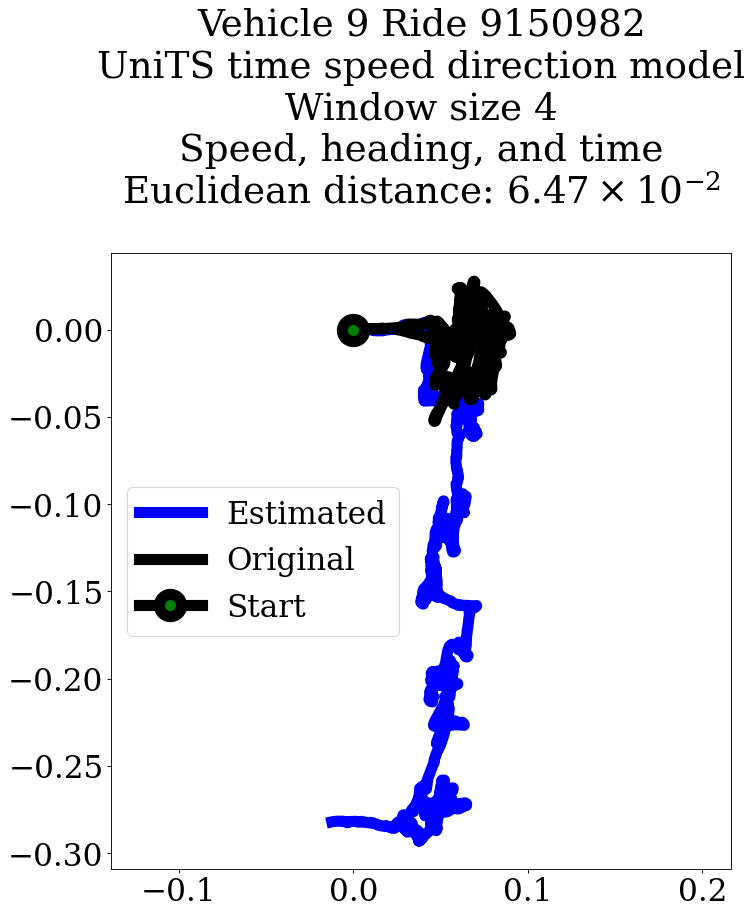 Vehicle 9 Ride 9150982
UniTS time speed direction model
Window size 4
Speed, heading, and time
Euclidean distance: 6.47 × 10⁻²
0.00
−0.05
−0.10
−0.15
−0.20
−0.25
−0.30
Estimated
Original
Start
−0.1 0.0 0.1 0.2